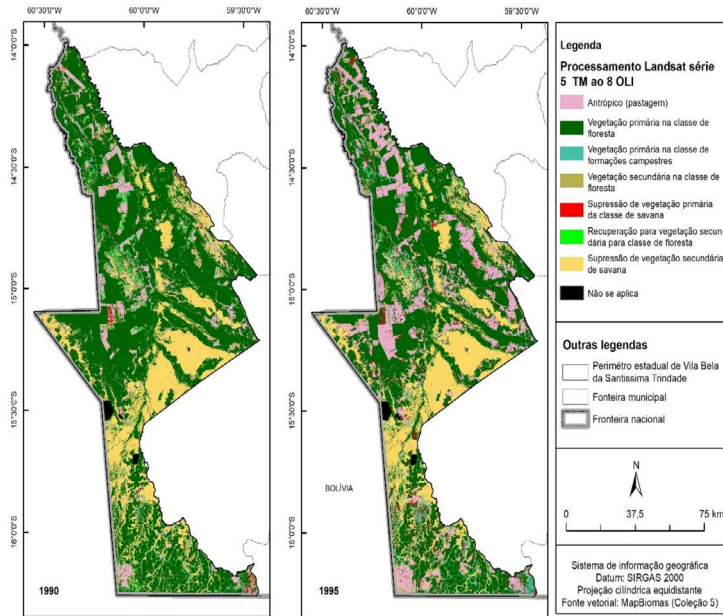 60°30'0"W 60°0'0"W 59°30'0"W
60°30'0"W 60°0'0"W 59°30'0"W
14°0'0"S
14°30'0"S
15°0'0"S
15°30'0"S
16°0'0"S
1990
14°0'0"S
14°30'0"S
15°0'0"S
15°30'0"S
16°0'0"S
BOLÍVIA
1995
Legenda
Processamento Landsat série
5 TM ao 8 OLI
Antrópico (pastagem)
Vegetação primária na classe de
floresta
Vegetação primária na classe de
formações campestres
Vegetação secundária na classe de
floresta
Supressão de vegetação primária
da classe de savana
Recuperação para vegetação secun-
dária para classe de floresta
Supressão de vegetação secundária
de savana
Não se aplica
Outras legendas
Perimétro estadual de Vila Bela
da Santissima Trindade
Fonteira municipal
Fronteira nacional
N
0 37,5 75 km
Sistema de informação geográfica
Datum: SIRGAS 2000
Projeção cilíndrica equidistante
Fonte vetorial: MapBiomas (Coleção 5)